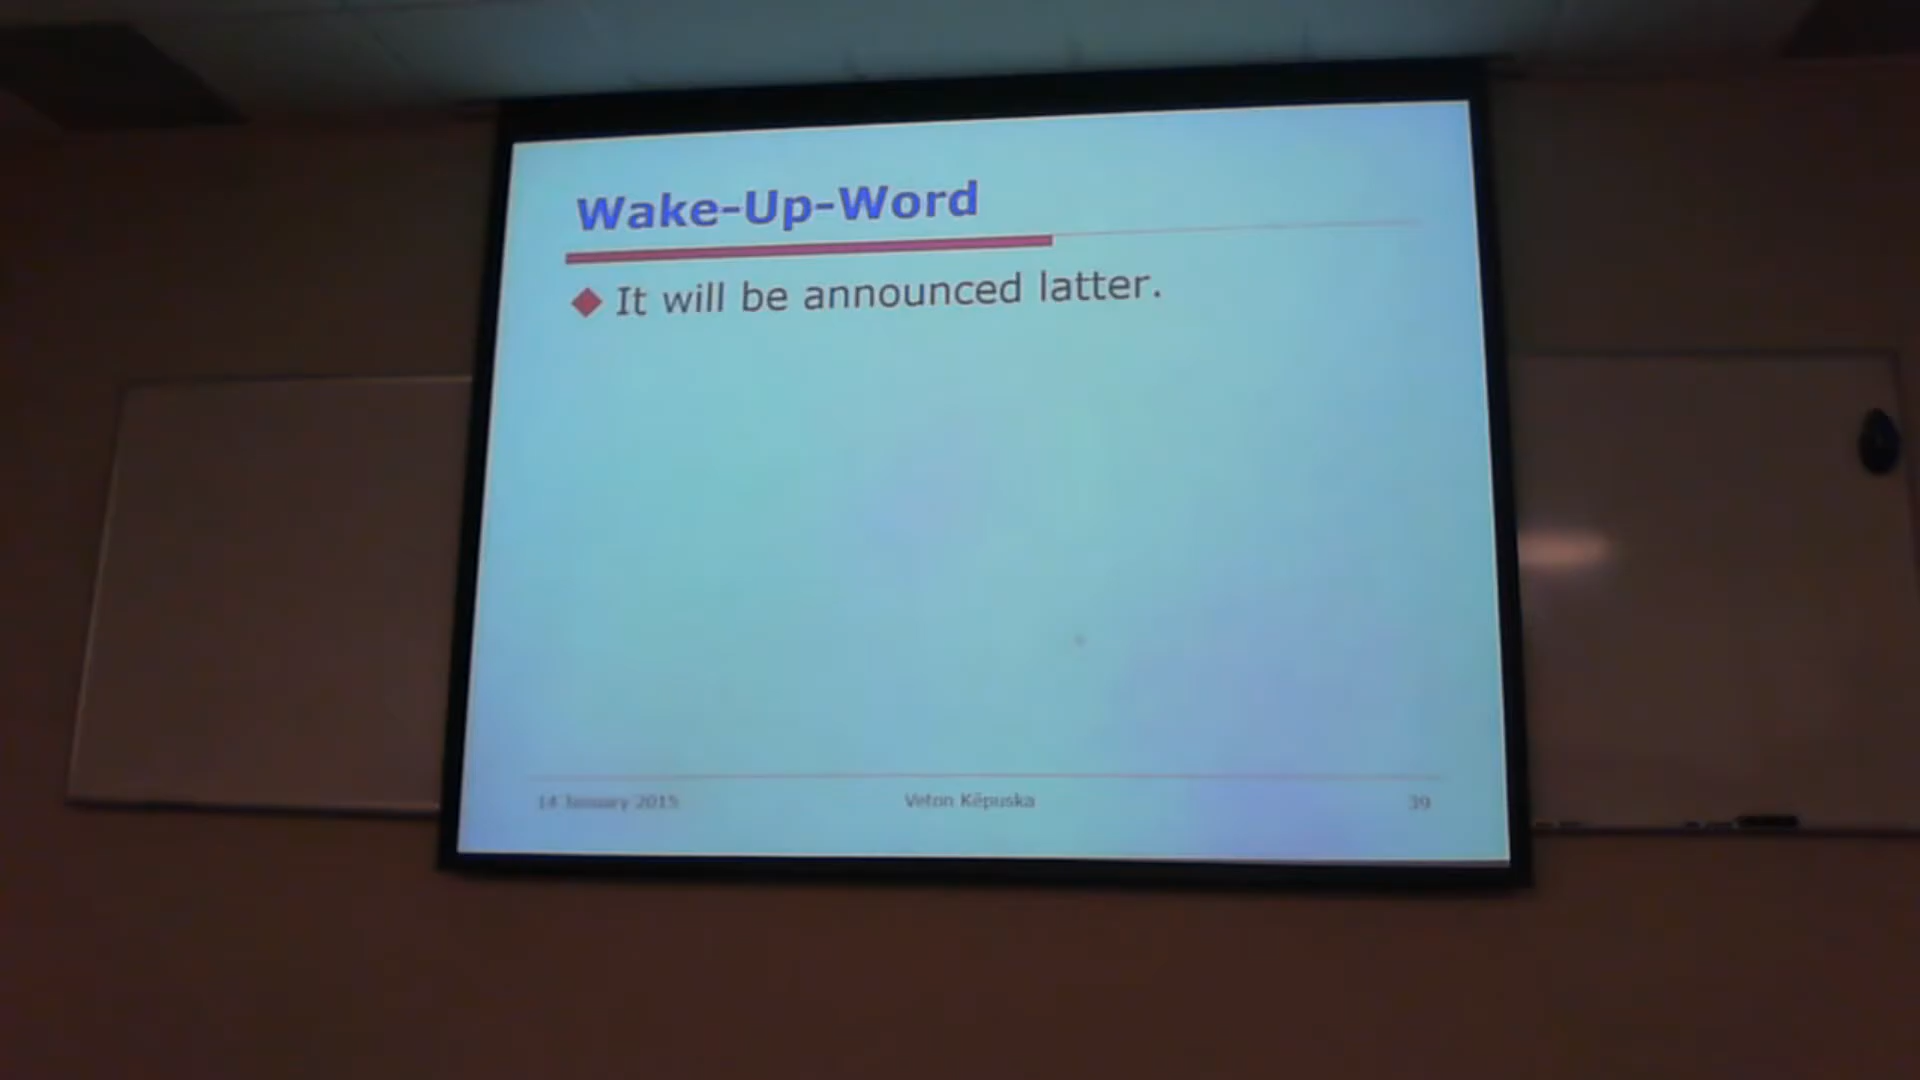 Wake-Up-Word
It will be announced latter.
14 January 2015
Veton Këpuska
39